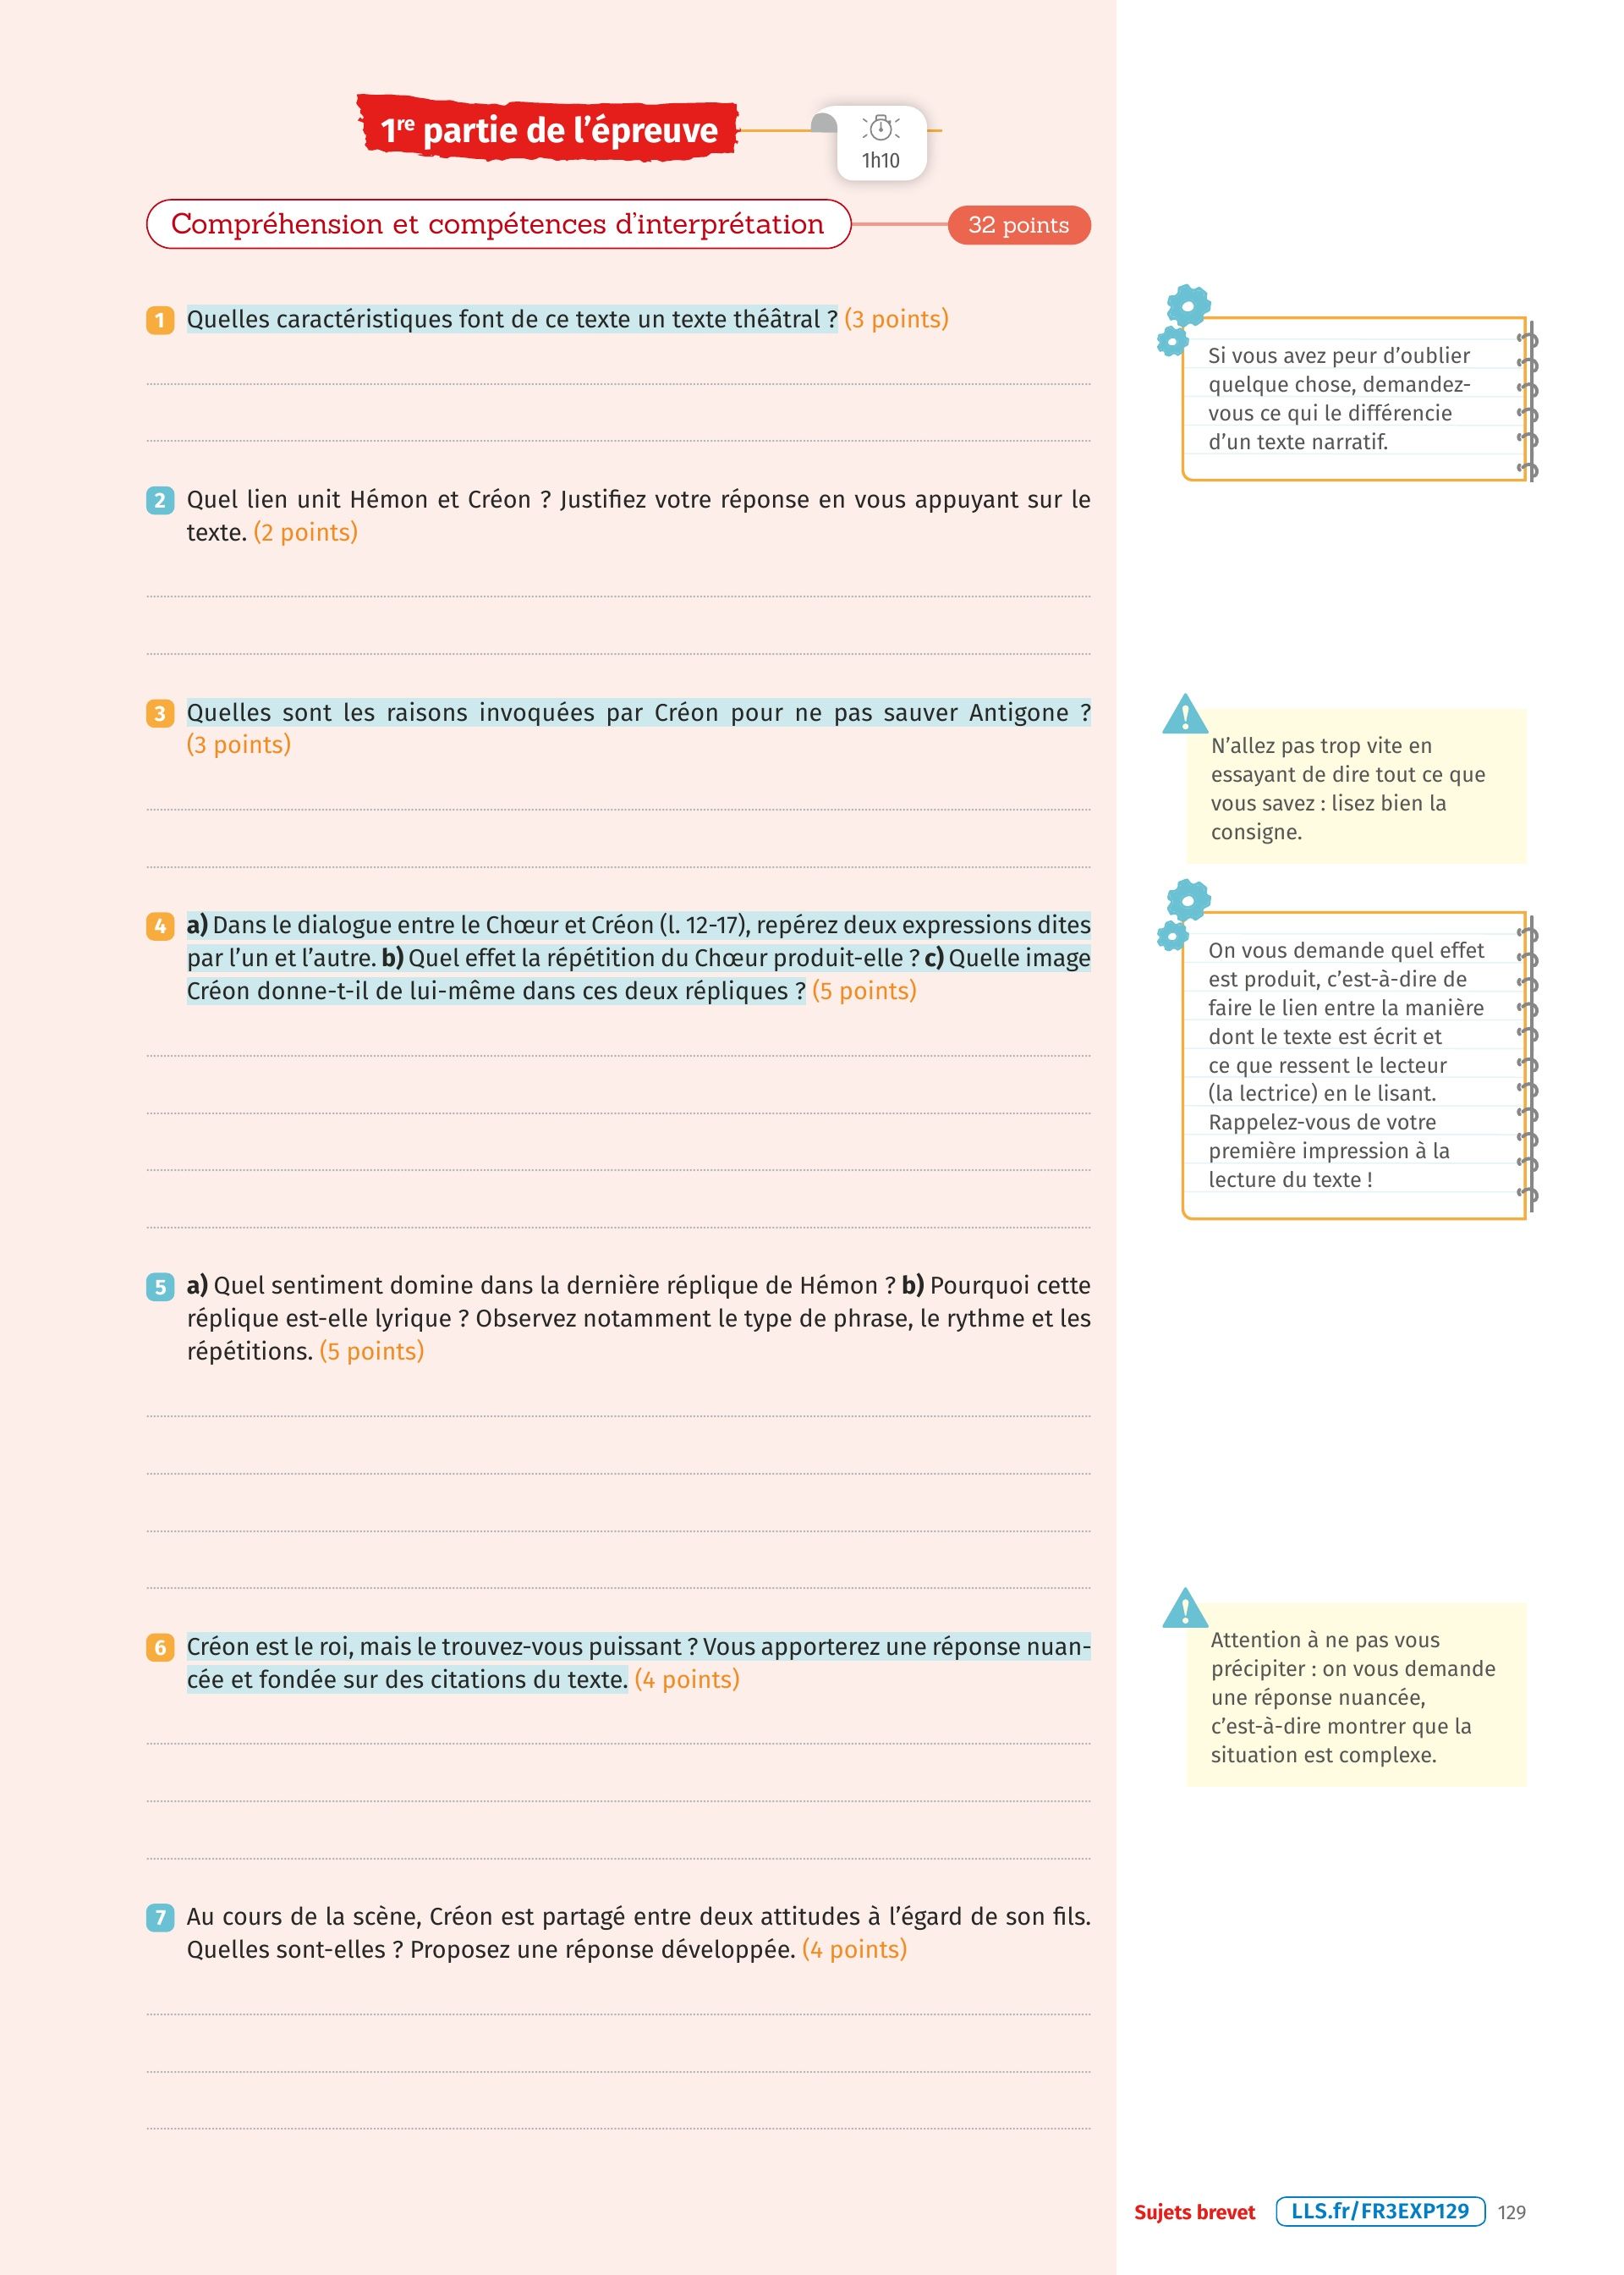 1re partie de l'épreuve
1h10
Compréhension et compétences d'interprétation
32 points
1 Quelles caractéristiques font de ce texte un texte théâtral ? (3 points)
Si vous avez peur d'oublier
quelque chose, demandez-
vous ce qui le différencie
d'un texte narratif.
2 Quel lien unit Hémon et Créon ? Justifiez votre réponse en vous appuyant sur le
texte. (2 points)
3 Quelles sont les raisons invoquées par Créon pour ne pas sauver Antigone ?
(3 points)
N'allez pas trop vite en
essayant de dire tout ce que
vous savez : lisez bien la
consigne.
4 a) Dans le dialogue entre le Chœur et Créon (l. 12-17), repérez deux expressions dites
par l'un et l'autre. b) Quel effet la répétition du Chœur produit-elle ? c) Quelle image
Créon donne-t-il de lui-même dans ces deux répliques ? (5 points)
On vous demande quel effet
est produit, c'est-à-dire de
faire le lien entre la manière
dont le texte est écrit et
ce que ressent le lecteur
(la lectrice) en le lisant.
Rappelez-vous de votre
première impression à la
lecture du texte !
5 a) Quel sentiment domine dans la dernière réplique de Hémon ? b) Pourquoi cette
réplique est-elle lyrique ? Observez notamment le type de phrase, le rythme et les
répétitions. (5 points)
6 Créon est le roi, mais le trouvez-vous puissant ? Vous apporterez une réponse nuan-
cée et fondée sur des citations du texte. (4 points)
Attention à ne pas vous
précipiter : on vous demande
une réponse nuancée,
c'est-à-dire montrer que la
situation est complexe.
7 Au cours de la scène, Créon est partagé entre deux attitudes à l'égard de son fils.
Quelles sont-elles ? Proposez une réponse développée. (4 points)
Sujets brevet LLS.fr/FR3EXP129 129